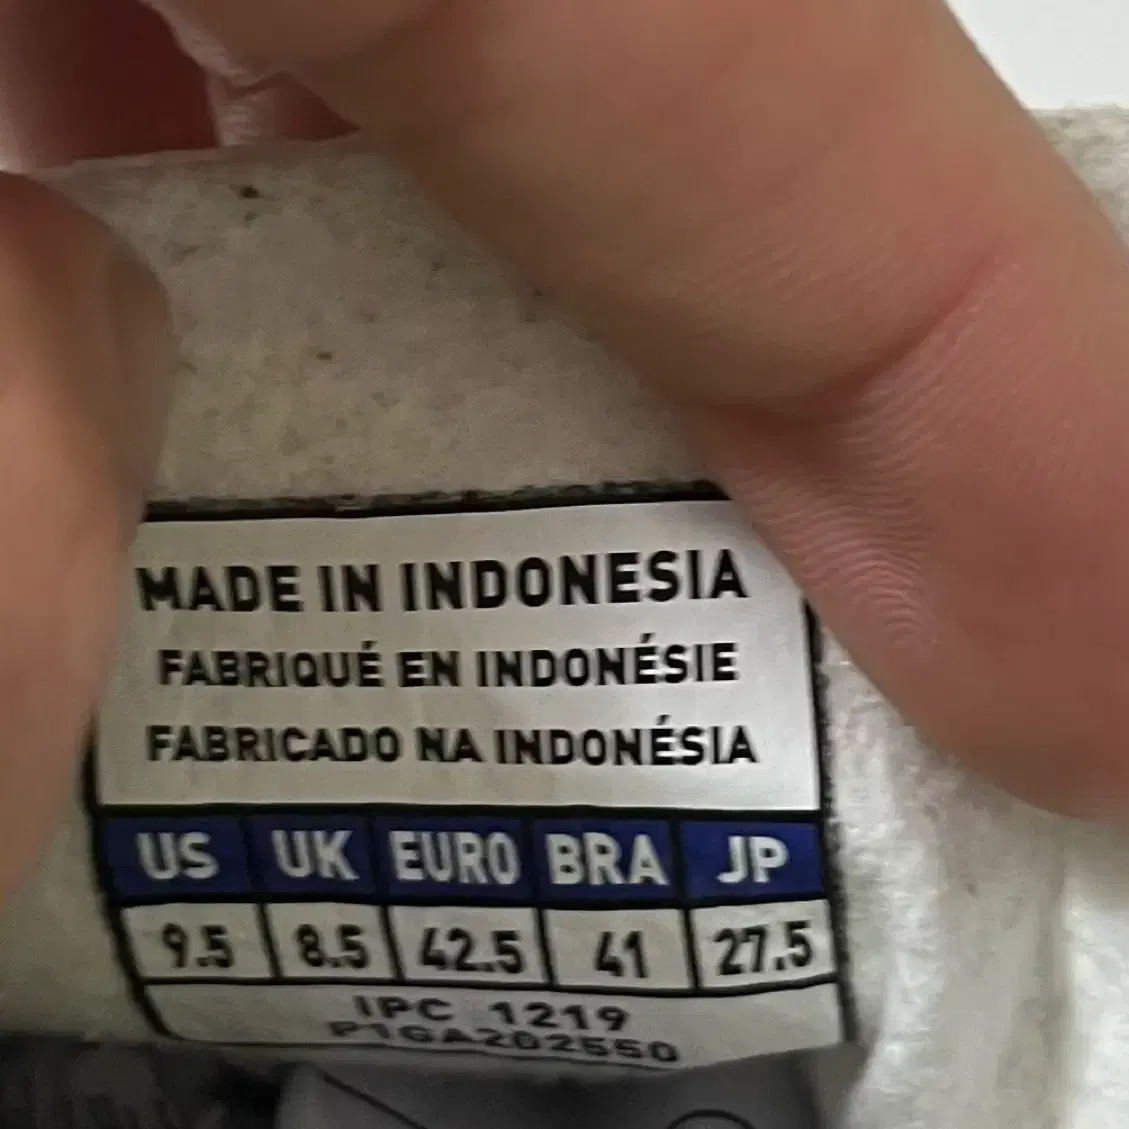 MADE IN INDONESIA
FABRIQUÉ EN INDONÉSIE
FABRICADO NA INDONÉSIA
US UK EURO BRA JP
9.5 8.5 42.5 41 27.5
IPC 1219
P1GA202550